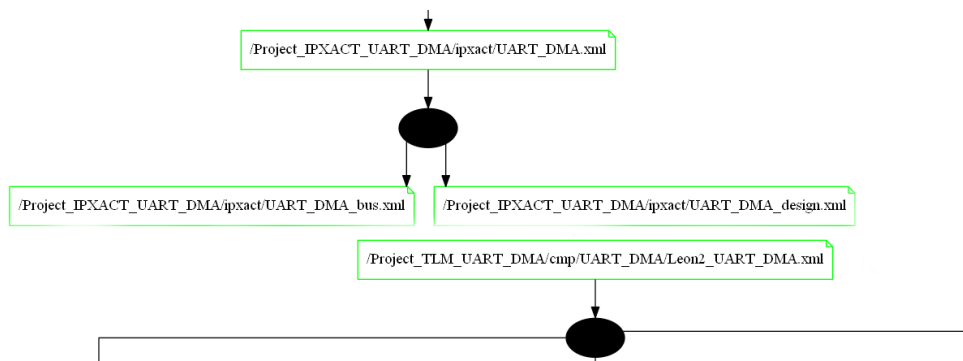 /Project_IPXACT_UART_DMA/ipxact/UART_DMA.xml
/Project_IPXACT_UART_DMA/ipxact/UART_DMA_bus.xml
/Project_IPXACT_UART_DMA/ipxact/UART_DMA_design.xml
/Project_TLM_UART_DMA/cmp/UART_DMA/Leon2_UART_DMA.xml